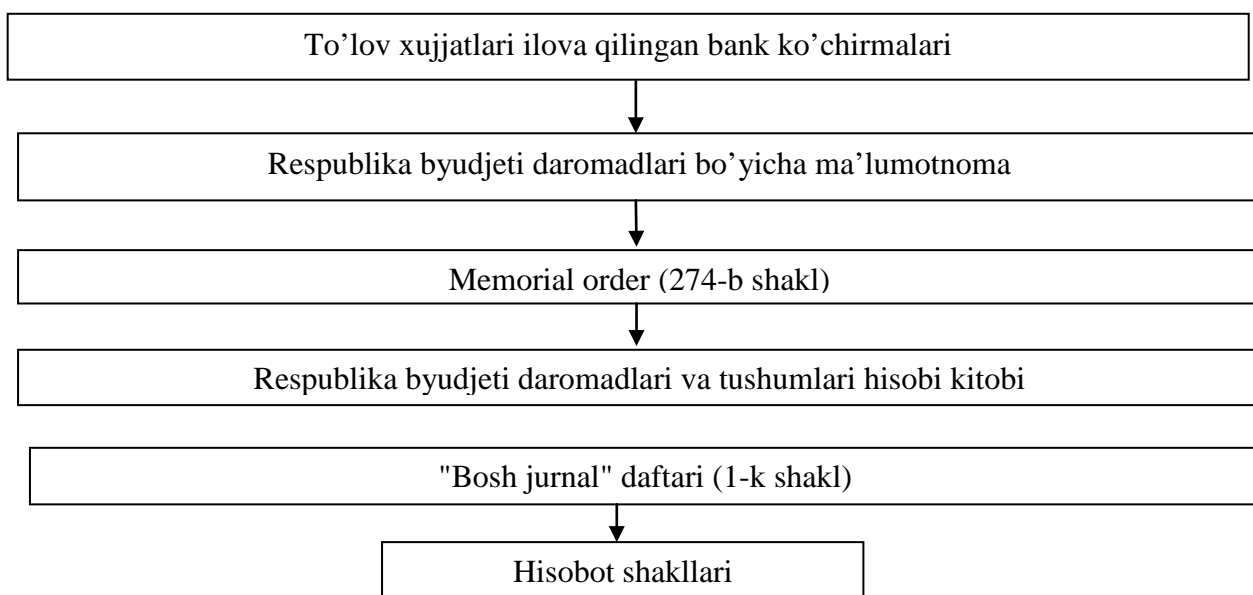 To’lov xujjatlari ilova qilingan bank ko’chirmalari
Respublika byudjeti daromadlari bo’yicha ma’lumotnoma
Memorial order (274-b shakl)
Respublika byudjeti daromadlari va tushumlari hisobi kitobi
"Bosh jurnal" daftari (1-k shakl)
Hisobot shakllari